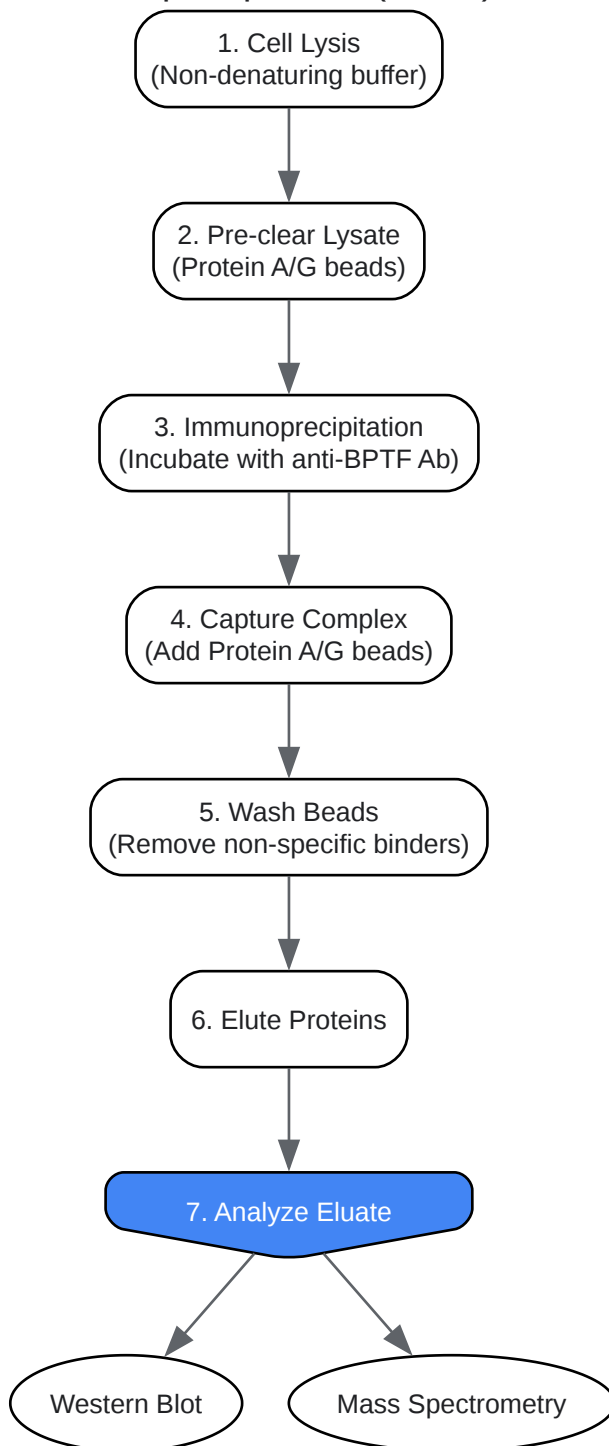 1. Cell Lysis
(Non-denaturing buffer)
2. Pre-clear Lysate
(Protein A/G beads)
3. Immunoprecipitation
(Incubate with anti-BPTF Ab)
4. Capture Complex
(Add Protein A/G beads)
5. Wash Beads
(Remove non-specific binders)
6. Elute Proteins
7. Analyze Eluate
Western Blot
Mass Spectrometry